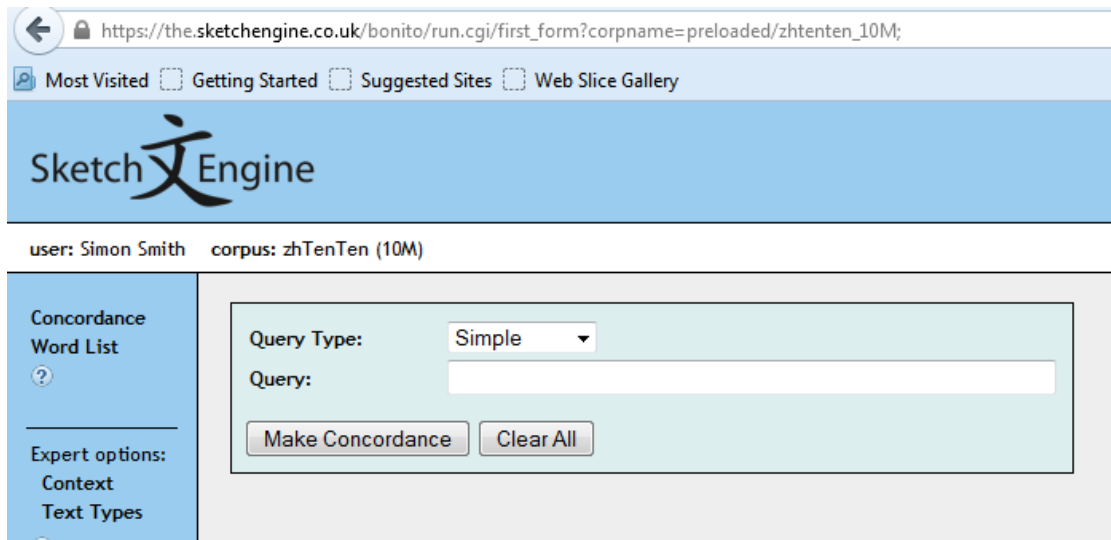 https://the.sketchengine.co.uk/bonito/run.cgi/first_form?corpname=preloaded/zhtenten_10M;
Most Visited Getting Started Suggested Sites Web Slice Gallery
Sketch文Engine
user: Simon Smith corpus: zhTenTen (10M)
Concordance
Word List
?
Expert options:
Context
Text Types
Query Type: Simple
Query:
Make Concordance Clear All